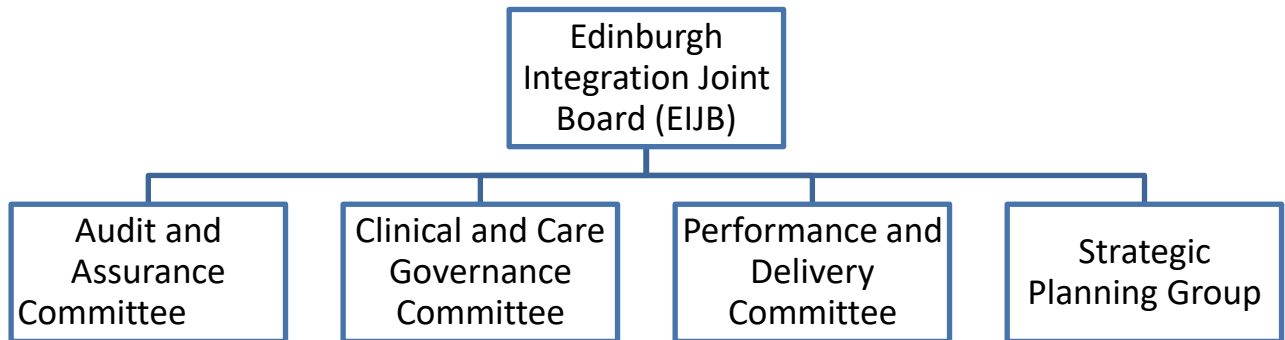 Edinburgh
Integration Joint
Board (EIJB)
Audit and
Assurance
Committee
Clinical and Care
Governance
Committee
Performance and
Delivery
Committee
Strategic
Planning Group